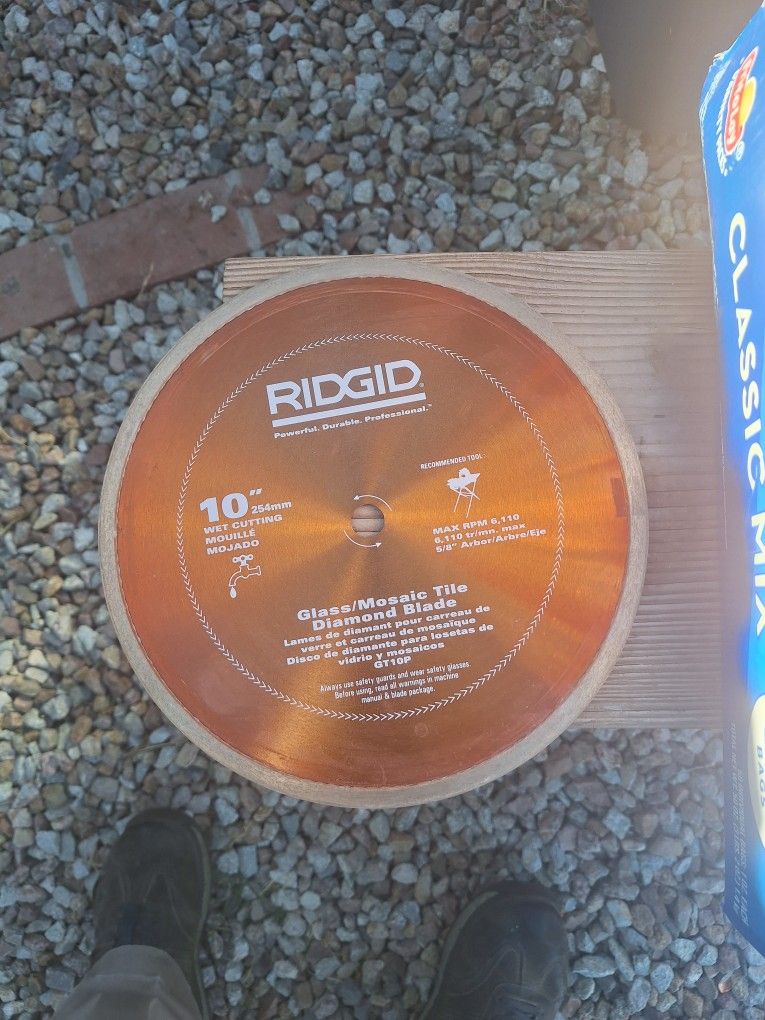 RIDGID®
Powerful. Durable. Professional.™
RECOMMENDED TOOL:
10" 254mm
WET CUTTING
MOUILLÉ
MOJADO
MAX RPM 6,110
6,110 tr/mn. max
5/8" Arbor/Arbre/Eje
Glass/Mosaic Tile
Diamond Blade
Lames de diamant pour carreau de
verre et carreau de mosaïque
Disco de diamante para losetas de
vidrio y mosaicos
GT10P
Always use safety guards and wear safety glasses.
Before using, read all warnings in machine
manual & blade package.
Frito Lay®
CLASSIC MIX
BAGS